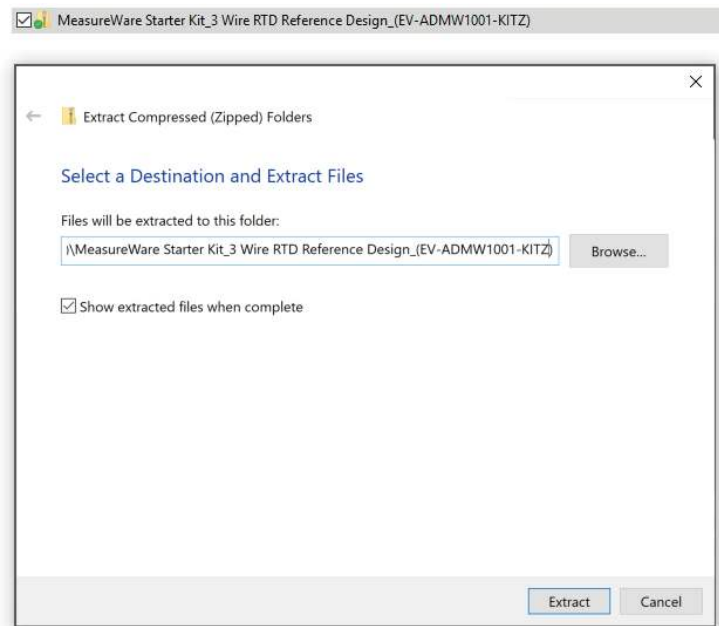 MeasureWare Starter Kit_3 Wire RTD Reference Design_(EV-ADMW1001-KITZ)
Extract Compressed (Zipped) Folders
Select a Destination and Extract Files
Files will be extracted to this folder:
)\MeasureWare Starter Kit_3 Wire RTD Reference Design_(EV-ADMW1001-KITZ) Browse...
Show extracted files when complete
Extract Cancel